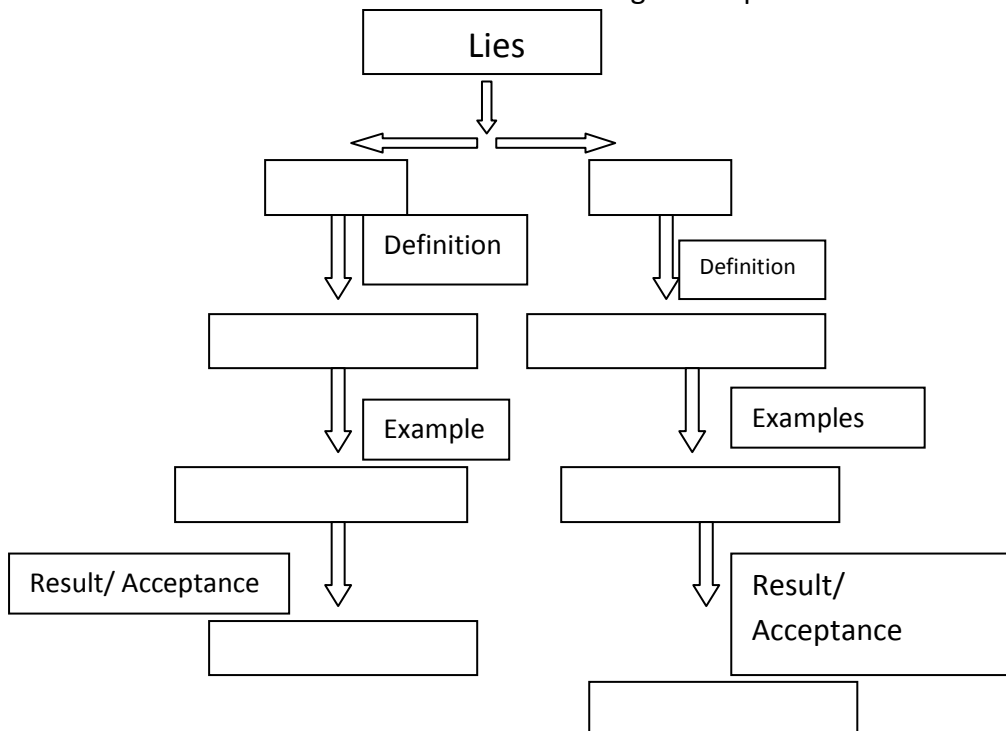 Lies
Definition
Definition
Example
Examples
Result/ Acceptance
Result/
Acceptance